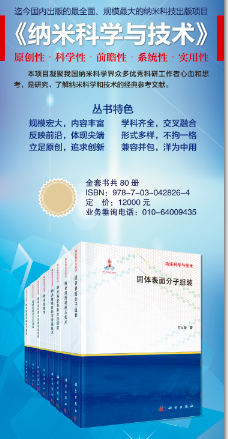 迄今国内出版的最全面、规模最大的纳米科技出版项目
《纳米科学与技术》
原创性·科学性·前瞻性·系统性·实用性
本项目凝聚我国纳米科学界众多优秀科研工作者心血和思
考,是研究、了解纳米科学和技术的经典参考文献。
丛书特色
规模宏大,内容丰富 学科齐全,交叉融合
反映前沿,体现尖端 形式多样,不拘一格
立足原创,追求创新 兼容并包,洋为中用
全套书共 80 册
ISBN:978-7-03-042826-4
定 价:12000 元
业务垂询电话:010-64009435
纳米科学与技术
固体表面分子组装
科学出版社